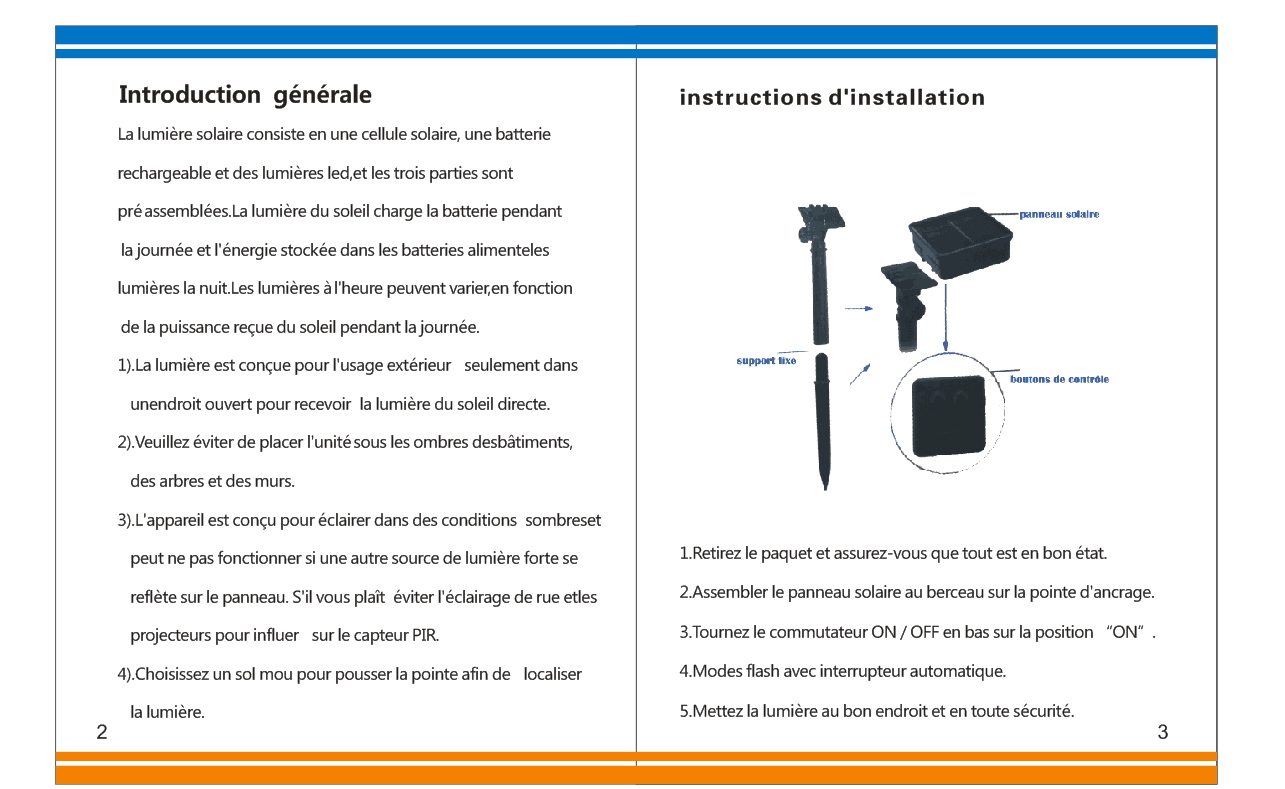 Introduction générale
La lumière solaire consiste en une cellule solaire, une batterie
rechargeable et des lumières led,et les trois parties sont
pré assemblées.La lumière du soleil charge la batterie pendant
la journée et l'énergie stockée dans les batteries alimenteles
lumières la nuit.Les lumières à l'heure peuvent varier,en fonction
de la puissance reçue du soleil pendant la journée.
1).La lumière est conçue pour l'usage extérieur seulement dans
unendroit ouvert pour recevoir la lumière du soleil directe.
2).Veuillez éviter de placer l'unité sous les ombres desbâtiments,
des arbres et des murs.
3).L'appareil est conçu pour éclairer dans des conditions sombreset
peut ne pas fonctionner si une autre source de lumière forte se
reflète sur le panneau. S'il vous plaît éviter l'éclairage de rue etles
projecteurs pour influer sur le capteur PIR.
4).Choisissez un sol mou pour pousser la pointe afin de localiser
la lumière.
2
instructions d'installation
panneau solaire
support fixe
boutons de contrôle
1.Retirez le paquet et assurez-vous que tout est en bon état.
2.Assembler le panneau solaire au berceau sur la pointe d'ancrage.
3.Tournez le commutateur ON / OFF en bas sur la position “ON” .
4.Modes flash avec interrupteur automatique.
5.Mettez la lumière au bon endroit et en toute sécurité.
3